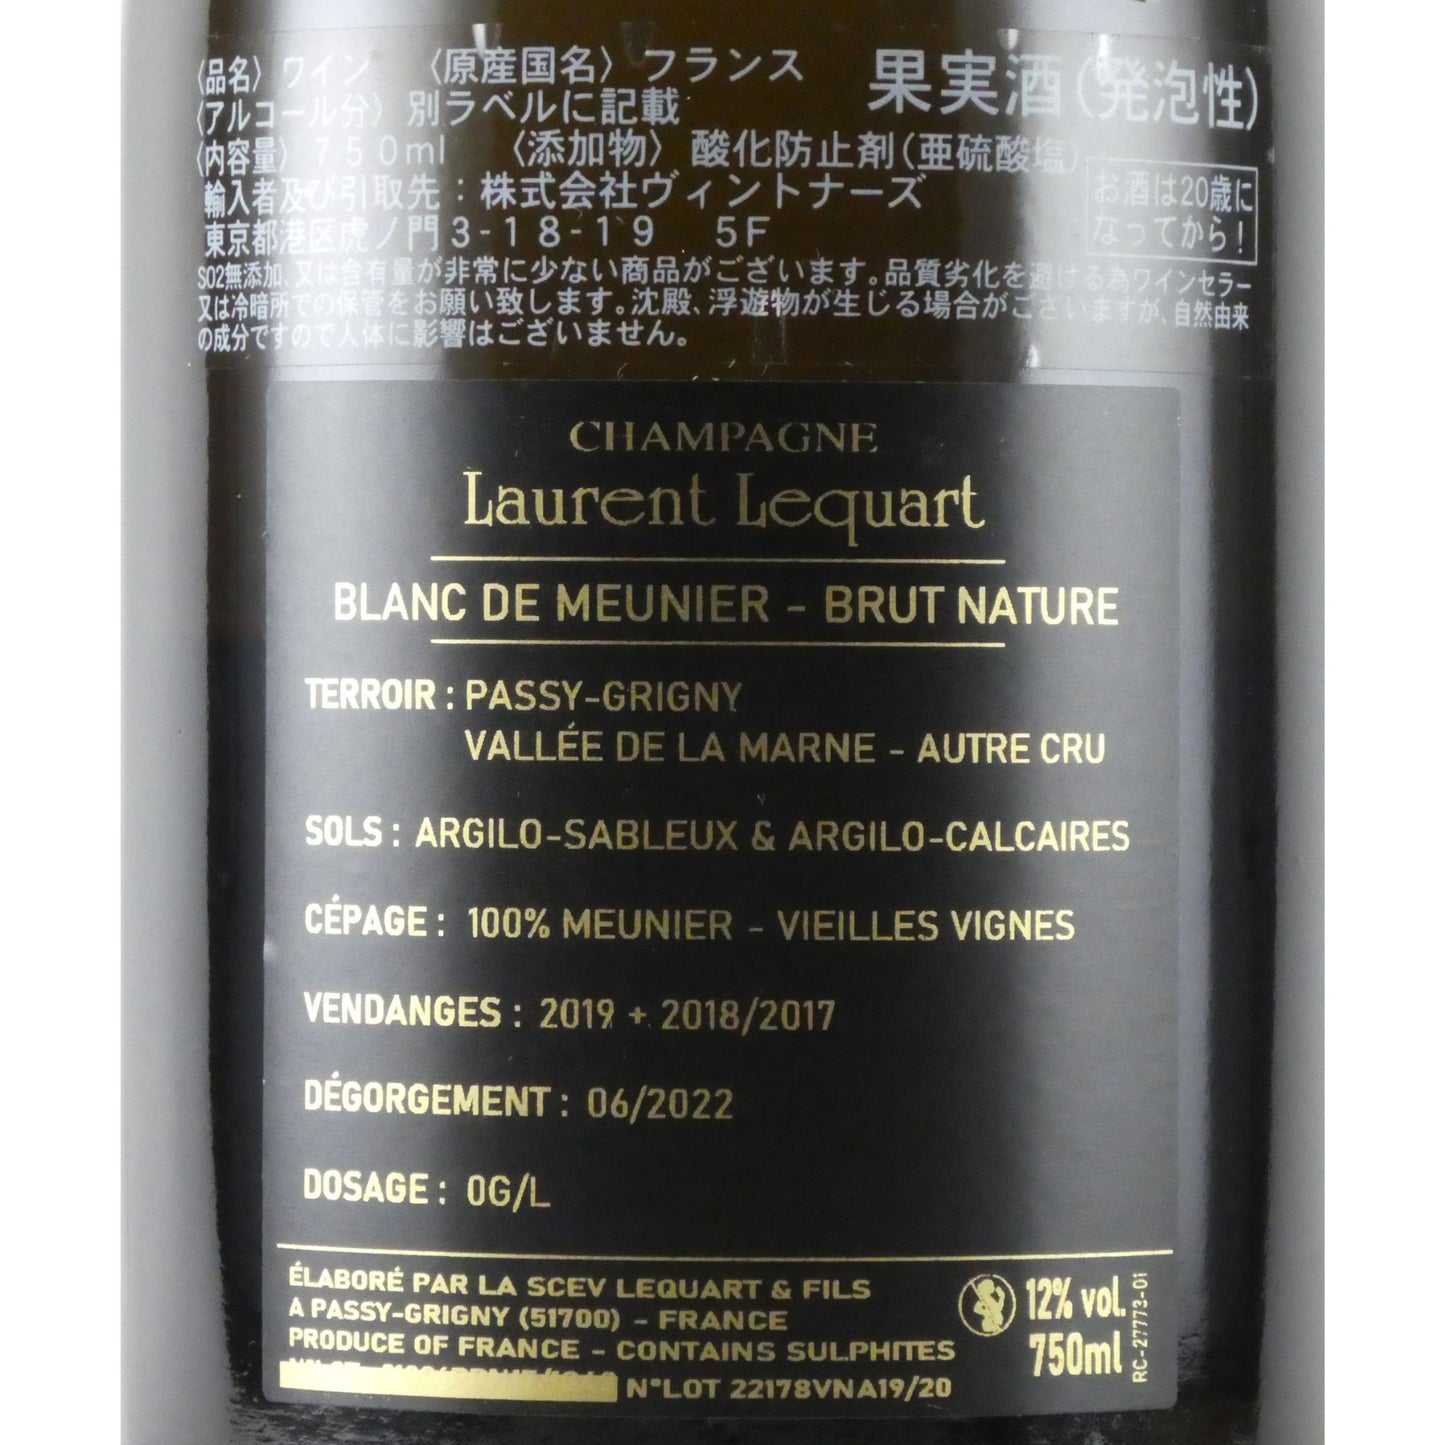 〈品名〉ワイン 〈原産国名〉フランス
果実酒(発泡性)
〈アルコール分〉別ラベルに記載
〈内容量〉750ml 〈添加物〉酸化防止剤(亜硫酸塩)
輸入者及び引取先:株式会社ヴィントナーズ
東京都港区虎ノ門3-18-19 5F
お酒は20歳に
なってから!
SO2無添加、又は含有量が非常に少ない商品がございます。品質劣化を避ける為ワインセラー
又は冷暗所での保管をお願い致します。沈殿、浮遊物が生じる場合がございますが、自然由来
の成分ですので人体に影響はございません。
CHAMPAGNE
Laurent Lequart
BLANC DE MEUNIER - BRUT NATURE
TERROIR : PASSY-GRIGNY
VALLÉE DE LA MARNE - AUTRE CRU
SOLS : ARGILO-SABLEUX & ARGILO-CALCAIRES
CÉPAGE : 100% MEUNIER - VIEILLES VIGNES
VENDANGES : 2019 + 2018/2017
DÉGORGEMENT : 06/2022
DOSAGE : 0G/L
ÉLABORÉ PAR LA SCEV LEQUART & FILS
A PASSY-GRIGNY (51700) - FRANCE
PRODUCE OF FRANCE - CONTAINS SULPHITES
N°LOT 22178VNA19/20
12% vol.
750ml
RC-27773-01